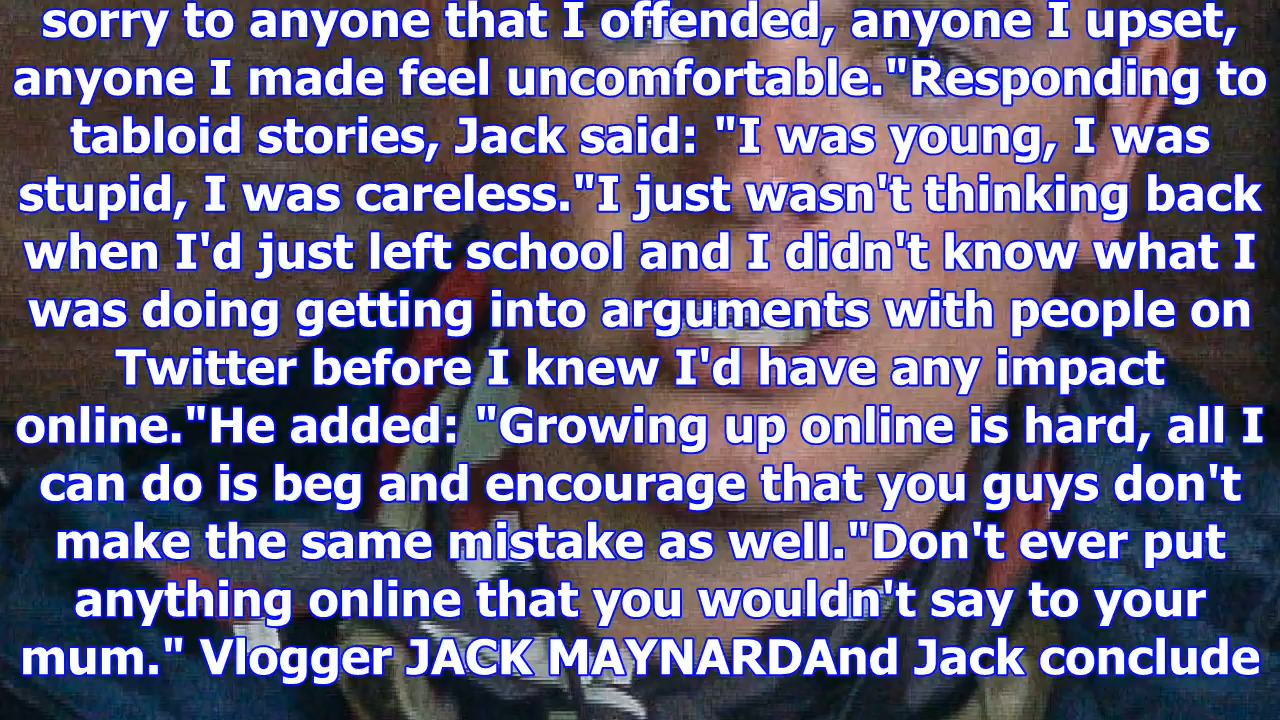 sorry to anyone that I offended, anyone I upset,
anyone I made feel uncomfortable."Responding to
tabloid stories, Jack said: "I was young, I was
stupid, I was careless."I just wasn't thinking back
when I'd just left school and I didn't know what I
was doing getting into arguments with people on
Twitter before I knew I'd have any impact
online."He added: "Growing up online is hard, all I
can do is beg and encourage that you guys don't
make the same mistake as well."Don't ever put
anything online that you wouldn't say to your
mum." Vlogger JACK MAYNARDAnd Jack conclude